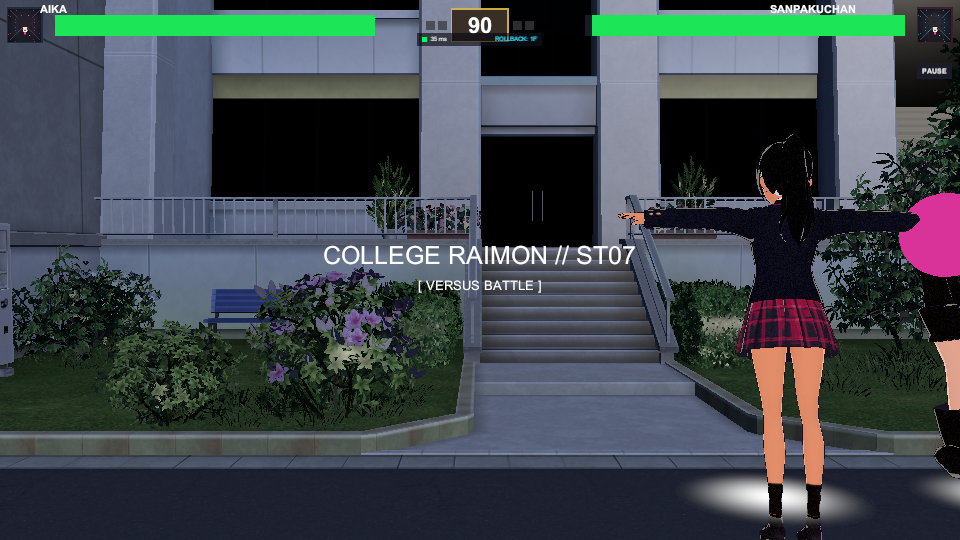 AIKA
SANPAKUCHAN
90
35 ms
ROLLBACK: 1F
PAUSE
COLLEGE RAIMON // ST07
[ VERSUS BATTLE ]